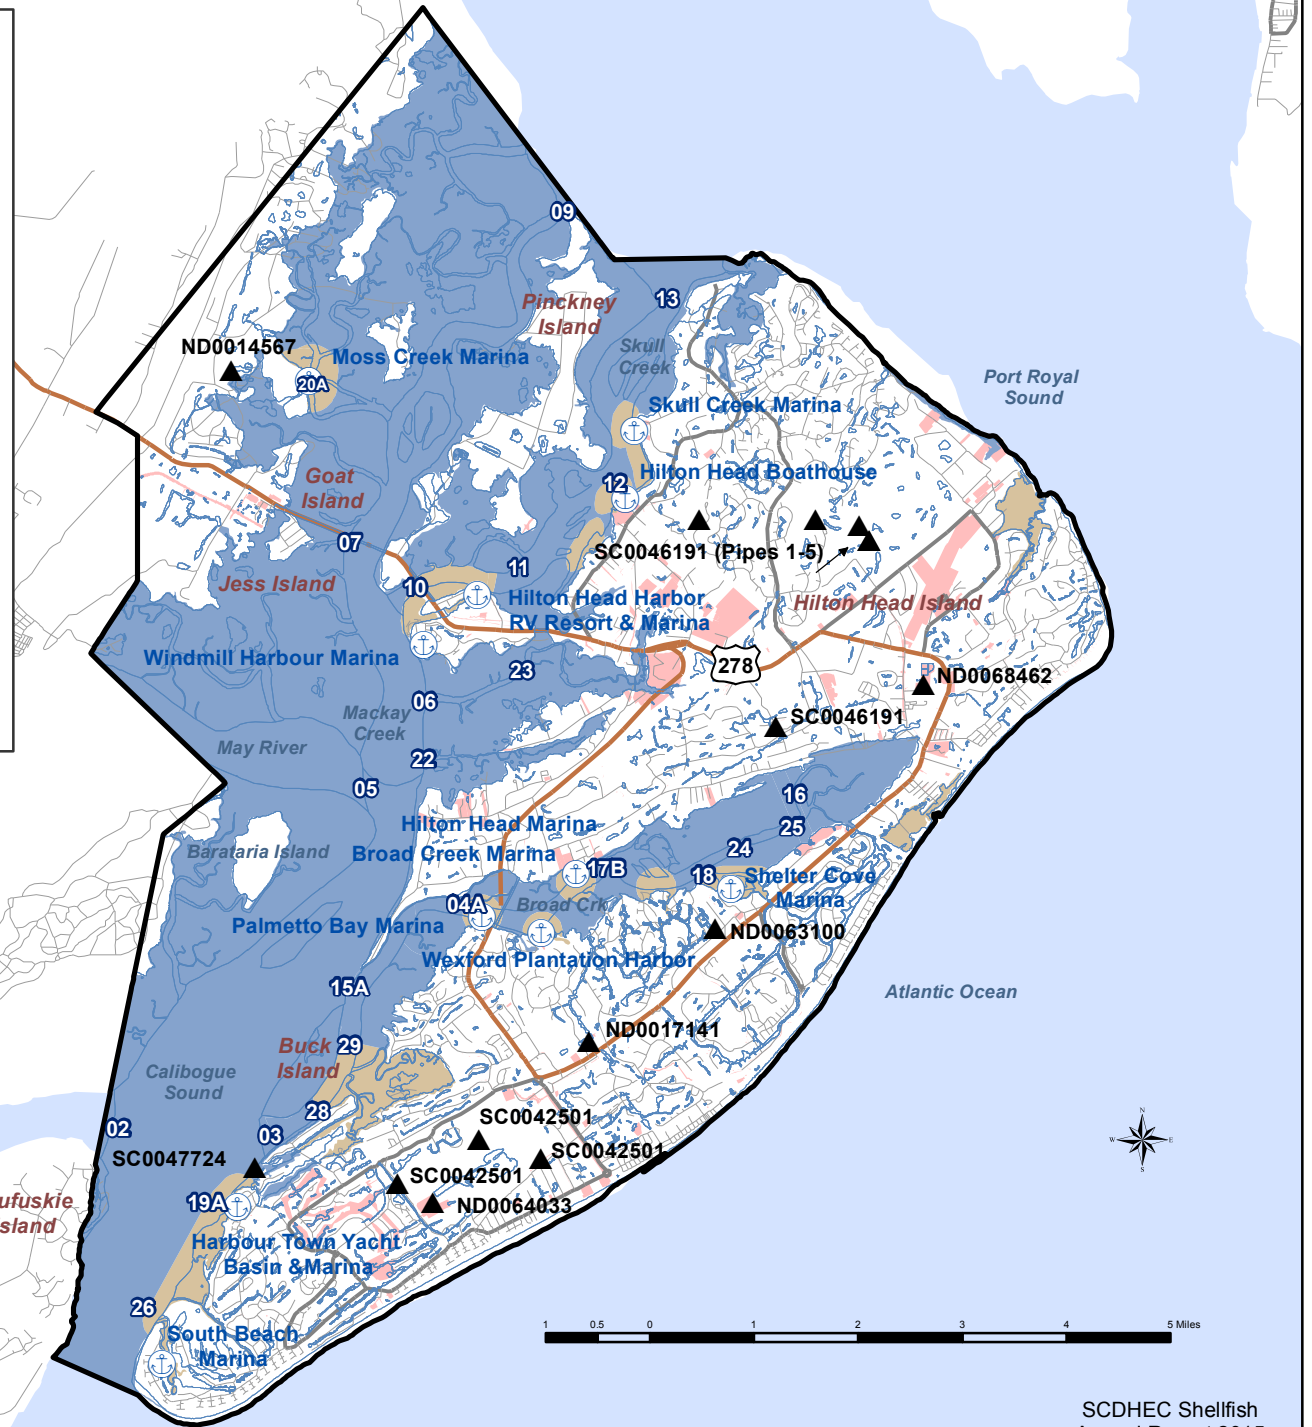 09
13
Pinckney
Island
ND0014567
Moss Creek Marina
20A
Skull
Creek
Port Royal
Sound
Skull Creek Marina
Hilton Head Boathouse
12
Goat
Island
SC0046191 (Pipes 1-5)
07
11
Jess Island
10
Hilton Head Harbor
RV Resort & Marina
Hilton Head Island
Windmill Harbour Marina
23
278
ND0068462
06
Mackay
Creek
SC0046191
May River
22
05
16
Hilton Head Marina
25
Barataria Island
Broad Creek Marina
24
17B
18
Shelter Cove
Marina
04A
Broad Crk
Palmetto Bay Marina
ND0063100
Wexford Plantation Harbor
15A
Atlantic Ocean
ND0017141
Buck
Island
29
Calibogue
Sound
28
SC0042501
02
03
SC0047724
SC0042501
SC0042501
19A
ND0064033
ufuskie
sland
Harbour Town Yacht
Basin &Marina
26
South Beach
Marina
N
W
E
S
1 0.5 0 1 2 3 4 5 Miles
SCDHEC Shellfish